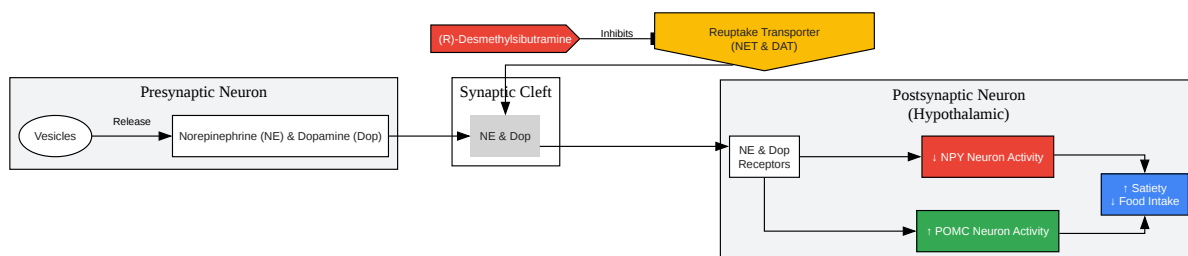 (R)-Desmethylsibutramine
Inhibits
Reuptake Transporter
(NET & DAT)
Presynaptic Neuron
Vesicles
Release
Norepinephrine (NE) & Dopamine (Dop)
Synaptic Cleft
NE & Dop
Postsynaptic Neuron
(Hypothalamic)
NE & Dop
Receptors
↓ NPY Neuron Activity
↑ POMC Neuron Activity
↑ Satiety
↓ Food Intake